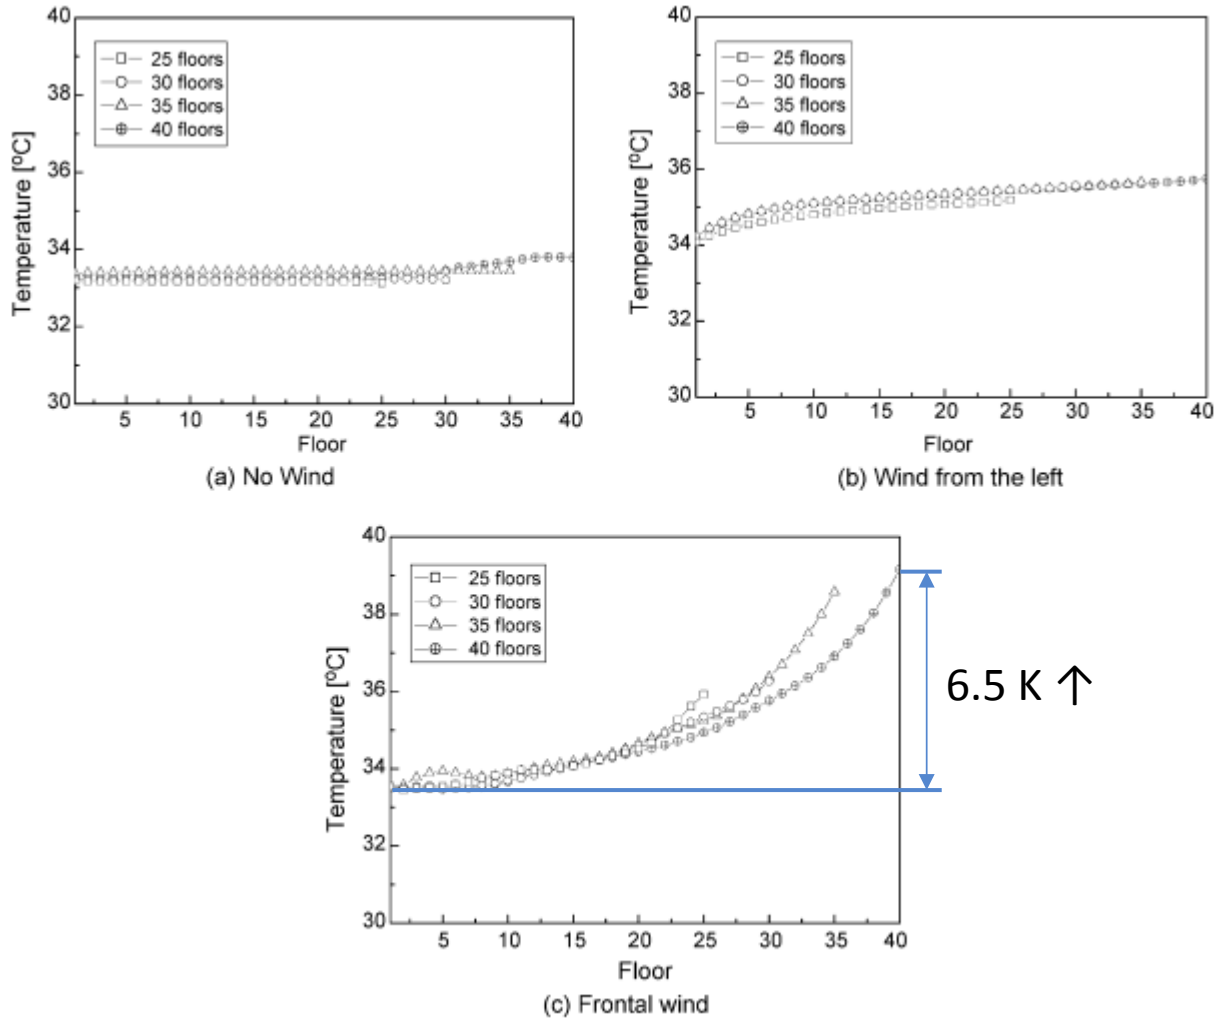 40
38
36
34
32
30
Temperature [ºC]
25 floors
30 floors
35 floors
40 floors
5 10 15 20 25 30 35 40
Floor
(a) No Wind
40
38
36
34
32
30
Temperature [ºC]
25 floors
30 floors
35 floors
40 floors
5 10 15 20 25 30 35 40
Floor
(b) Wind from the left
40
38
36
34
32
30
Temperature [ºC]
25 floors
30 floors
35 floors
40 floors
6.5 K ↑
5 10 15 20 25 30 35 40
Floor
(c) Frontal wind